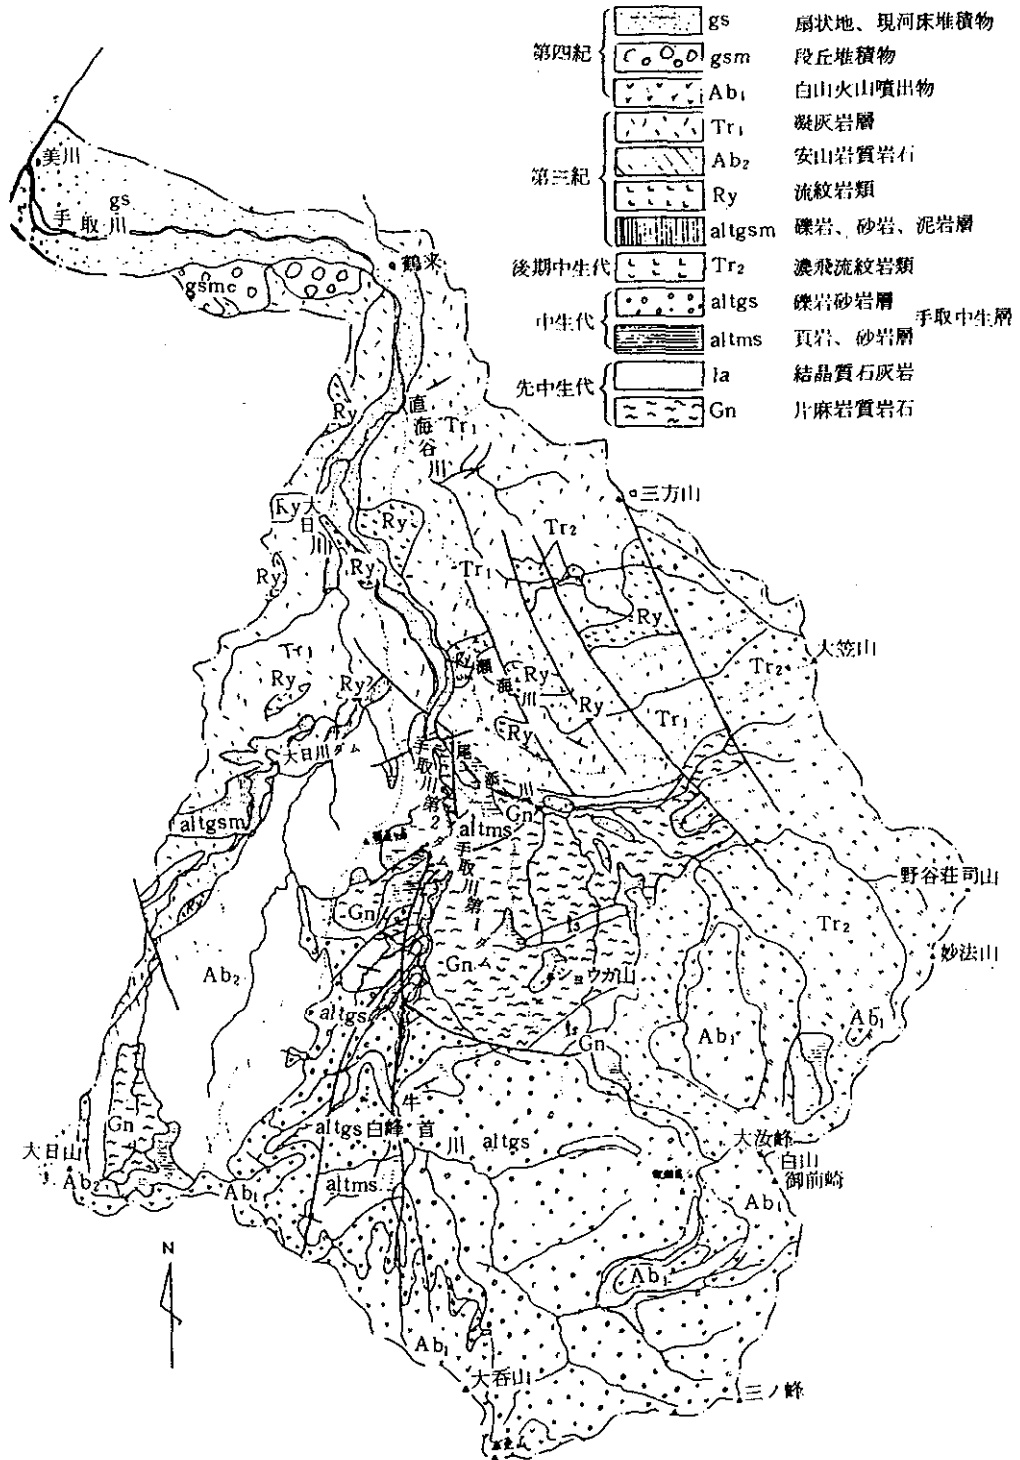 第四紀
gs 扇状地、現河床堆積物
gsm 段丘堆積物
Ab₁ 白山火山噴出物
第三紀
Tr₁ 凝灰岩層
Ab₂ 安山岩質岩石
Ry 流紋岩類
altgsm 礫岩、砂岩、泥岩層
後期中生代 Tr₂ 濃飛流紋岩類
中生代
altgs 礫岩砂岩層
手取中生層
altms 頁岩、砂岩層
先中生代
la 結晶質石灰岩
Gn 片麻岩質岩石
美川
gs
手取川
鶴来
gsmc
Ry
直海谷川
Tr₁
三方山
Ky
大日川
Ry
Tr₂
Ry
Ry
Tr₁
Ry
大笠山
Tr₁
Ry
Ry
Ry
瀬海川
Ry
Ry
Tr₂
Tr₁
Ry
大日川ダム
手取川第2ダム
尾添川
Gn
altms
altgsm
手取川第1ダム
野谷荘司山
Ry
Gn
ls
Tr₂
妙法山
Ab₂
Gn
ショウガ山
altgs
ls
Gn
Ab₁
Ab₁
牛首川
Gn
altgs
白峰
altgs
大日山
大汝峰
白山
御前崎
Ab₂
Ab₁
altms
Ab₁
N
Ab₁
Ab₁
大呑山
三ノ峰